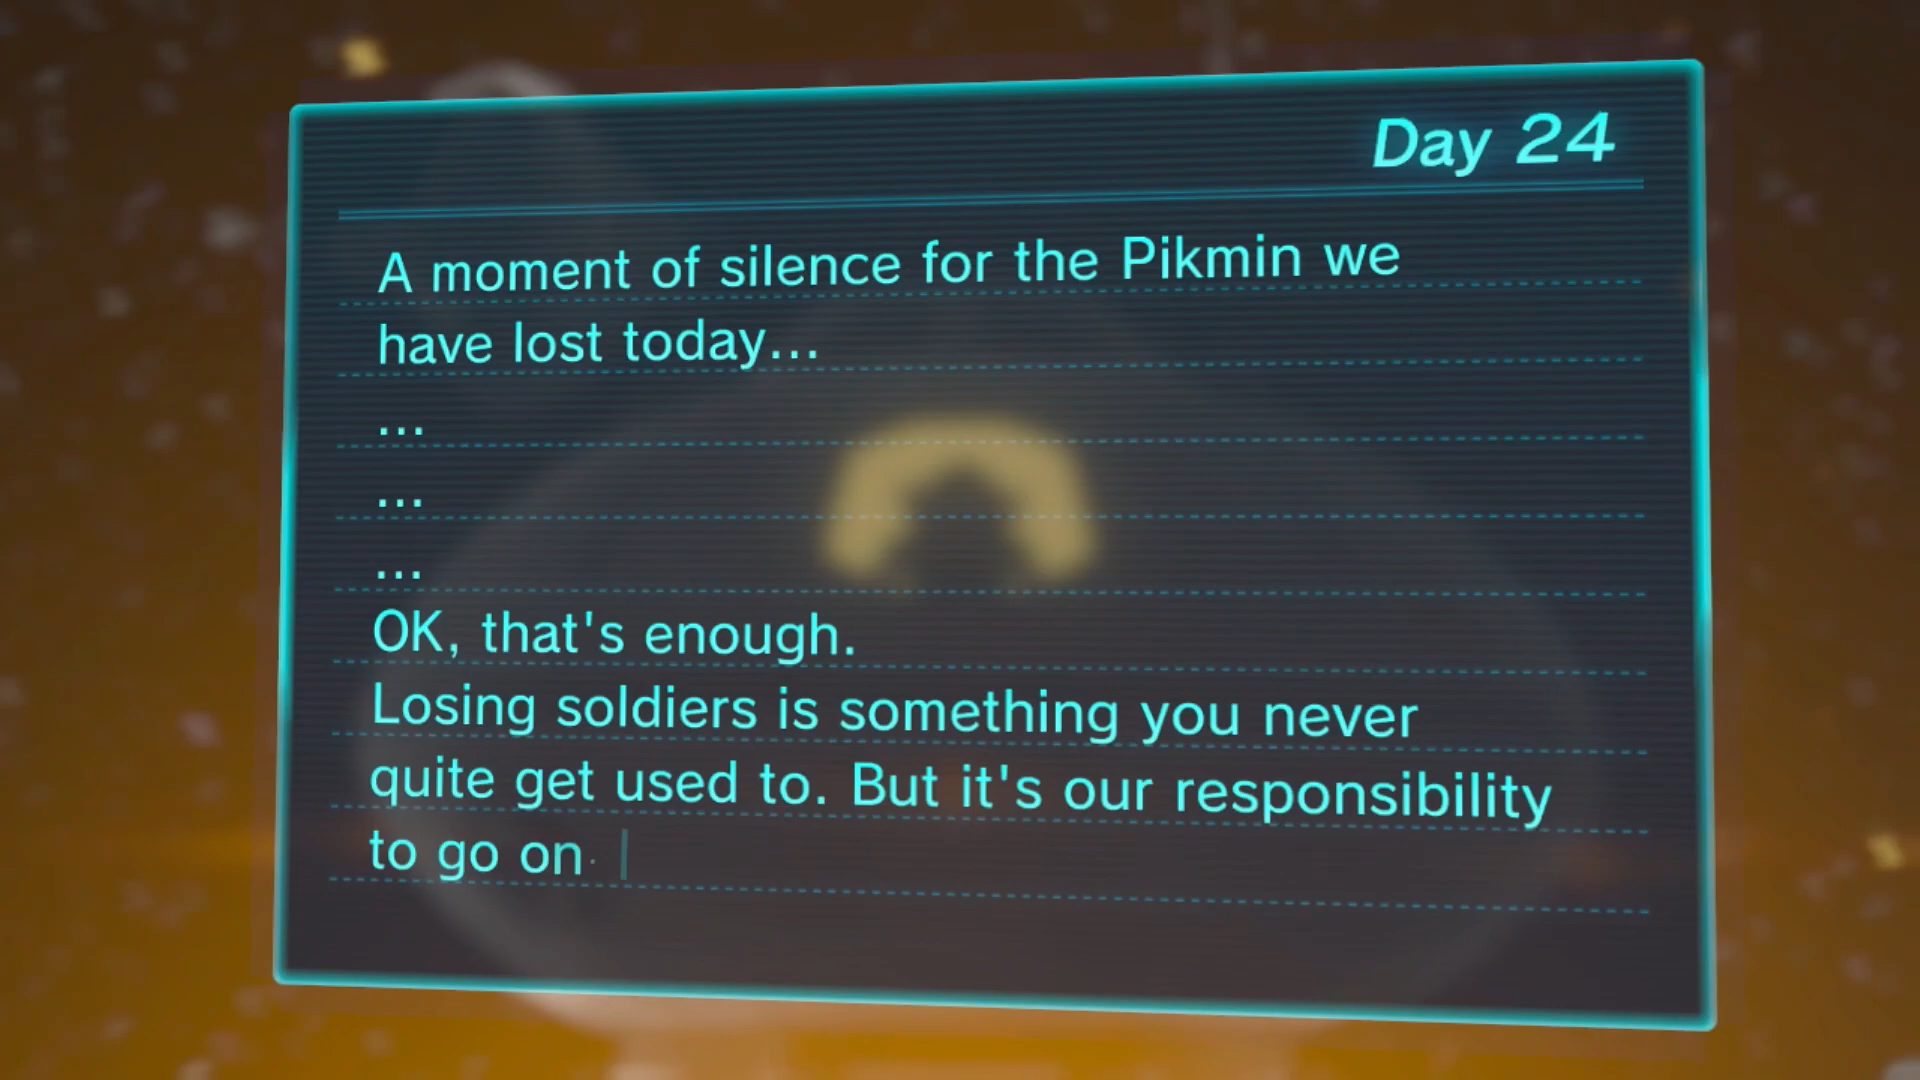 Day 24
A moment of silence for the Pikmin we
have lost today...
...
...
...
OK, that's enough.
Losing soldiers is something you never
quite get used to. But it's our responsibility
to go on